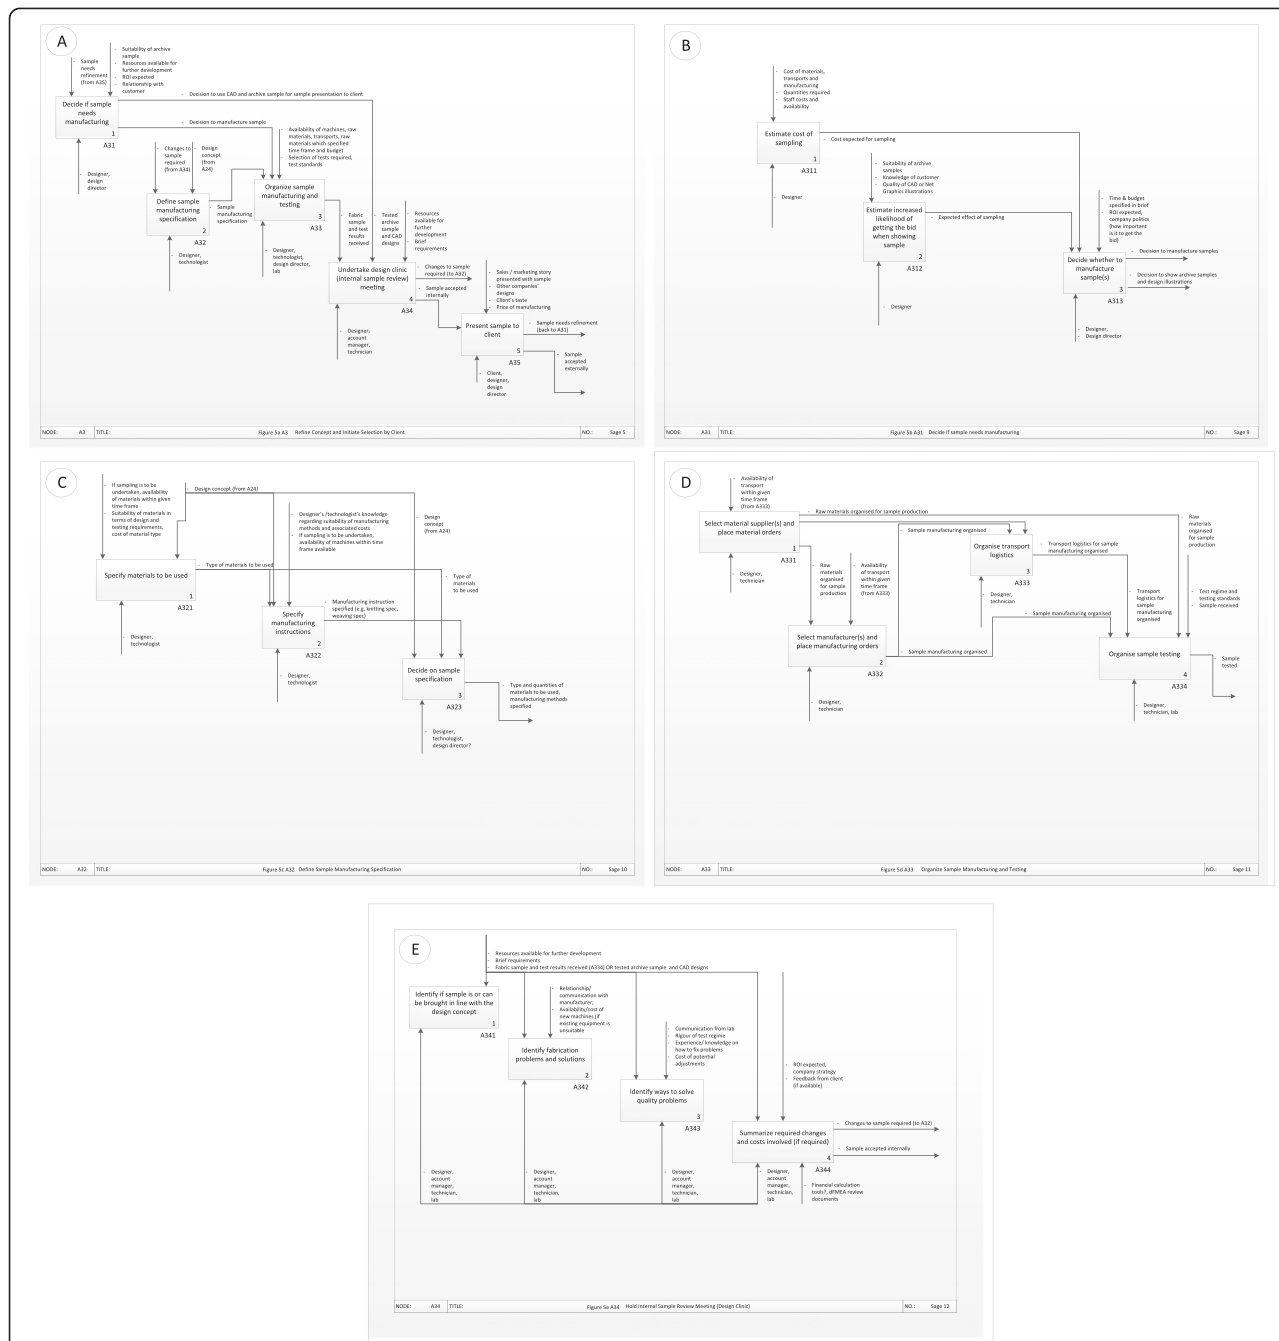 A
- Suitability of archive
sample
- Resources available for
further development
- ROI expected
- Relationship with
customer
- Sample
needs
refinement
(from A35)
Decide if sample
needs
manufacturing
1
A31
- Decision to use CAD and archive sample for sample presentation to client
- Decision to manufacture sample
- Designer,
design
director
- Changes to
sample
required
(from A34)
- Design
concept
(from
A24)
- Availability of machines, raw
materials, transports, raw
materials which specified
time frame and budget
- Selection of tests required,
test standards
Define sample
manufacturing
specification
2
A32
- Sample
manufacturing
specification
- Designer,
technologist
Organize sample
manufacturing and
testing
3
A33
- Designer,
technologist,
design director,
lab
- Fabric
sample
and test
results
received
- Tested
archive
sample
and CAD
designs
- Resources
available for
further
development
- Brief
requirements
Undertake design clinic
(internal sample review)
meeting
4
A34
- Changes to sample
required (to A32)
- Sample accepted
internally
- Designer,
account
manager,
technician
- Sales / marketing story
presented with sample
- Other companies'
designs
- Client's taste
- Price of manufacturing
Present sample to
client
5
A35
- Sample needs refinement
(back to A31)
- Sample
accepted
externally
- Client,
designer,
design
director
NODE: A3 TITLE: Figure 5a A3 Refine Concept and Initiate Selection by Client NO.: Sage 5
B
- Cost of materials,
transports and
manufacturing
- Quantities required
- Staff costs and
availability
Estimate cost of
sampling
1
A311
- Cost expected for sampling
- Designer
- Suitability of archive
samples
- Knowledge of customer
- Quality of CAD or Net
Graphics illustrations
Estimate increased
likelihood of
getting the bid
when showing
sample
2
A312
- Expected effect of sampling
- Designer
- Time & budget
specified in brief
- ROI expected,
company politics
(how important
is it to get the
bid)
Decide whether to
manufacture
sample(s)
3
A313
- Decision to manufacture samples
- Decision to show archive samples
and design illustrations
- Designer,
- Design director
NODE: A31 TITLE: Figure 5b A31 Decide if sample needs manufacturing NO.: Sage 9
C
- If sampling is to be
undertaken, availability
of materials within given
time frame
- Suitability of materials in
terms of design and
testing requirements,
cost of material type
- Design concept (from A24)
- Designer's /technologist's knowledge
regarding suitability of manufacturing
methods and associated costs
- If sampling is to be undertaken,
availability of machines within time
frame available
- Design
concept
(from A24)
Specify materials to be used
1
A321
- Type of materials to be used
- Type of
materials
to be used
- Designer,
technologist
Specify
manufacturing
instructions
2
A322
- Manufacturing instruction
specified (e.g. knitting spec,
weaving spec)
- Designer,
technologist
Decide on sample
specification
3
A323
- Type and quantities of
materials to be used,
manufacturing methods
specified
- Designer,
technologist,
design director?
NODE: A32 TITLE: Figure 5c A32 Define Sample Manufacturing Specification NO.: Sage 10
D
- Availability of
transport
within given
time frame
(from A333)
Select material supplier(s) and
place material orders
1
A331
- Raw materials organised for sample production
- Designer,
technician
- Raw
materials
organised
for sample
production
- Availability
of transport
within given
time frame
(from A333)
- Sample manufacturing organised
Organise transport
logistics
3
A333
- Transport logistics for sample
manufacturing organised
- Raw
materials
organised
for sample
production
- Designer,
technician
- Transport
logistics for
sample
manufacturing
organised
- Test regime and
testing standards
- Sample received
Select manufacturer(s) and
place manufacturing orders
2
A332
- Sample manufacturing organised
- Sample manufacturing organised
- Designer,
technician
Organise sample testing
4
A334
- Sample
tested
- Designer,
technician, lab
NODE: A33 TITLE: Figure 5d A33 Organize Sample Manufacturing and Testing NO.: Sage 11
E
- Resources available for further development
- Brief requirements
- Fabric sample and test results received (A334) OR tested archive sample and CAD designs
Identify if sample is or can
be brought in line with the
design concept
1
A341
- Relationship/
communication with
manufacturer;
- Availability/cost of
new machines (if
existing equipment is
unsuitable
Identify fabrication
problems and solutions
2
A342
- Communication from lab
- Rigour of test regime
- Experience/ knowledge on
how to fix problems
- Cost of potential
adjustments
Identify ways to solve
quality problems
3
A343
- ROI expected,
company strategy
- Feedback from client
(if available)
Summarize required changes
and costs involved (if required)
4
A344
- Changes to sample required (to A32)
- Sample accepted internally
- Designer,
account
manager,
technician,
lab
- Designer,
account
manager,
technician,
lab
- Designer,
account
manager,
technician,
lab
- Designer,
account
manager,
technician,
lab
- Financial calculation
tools?, dFMEA review
documents
NODE: A34 TITLE: Figure 5e A34 Hold Internal Sample Review Meeting (Design Clinic) NO.: Sage 12